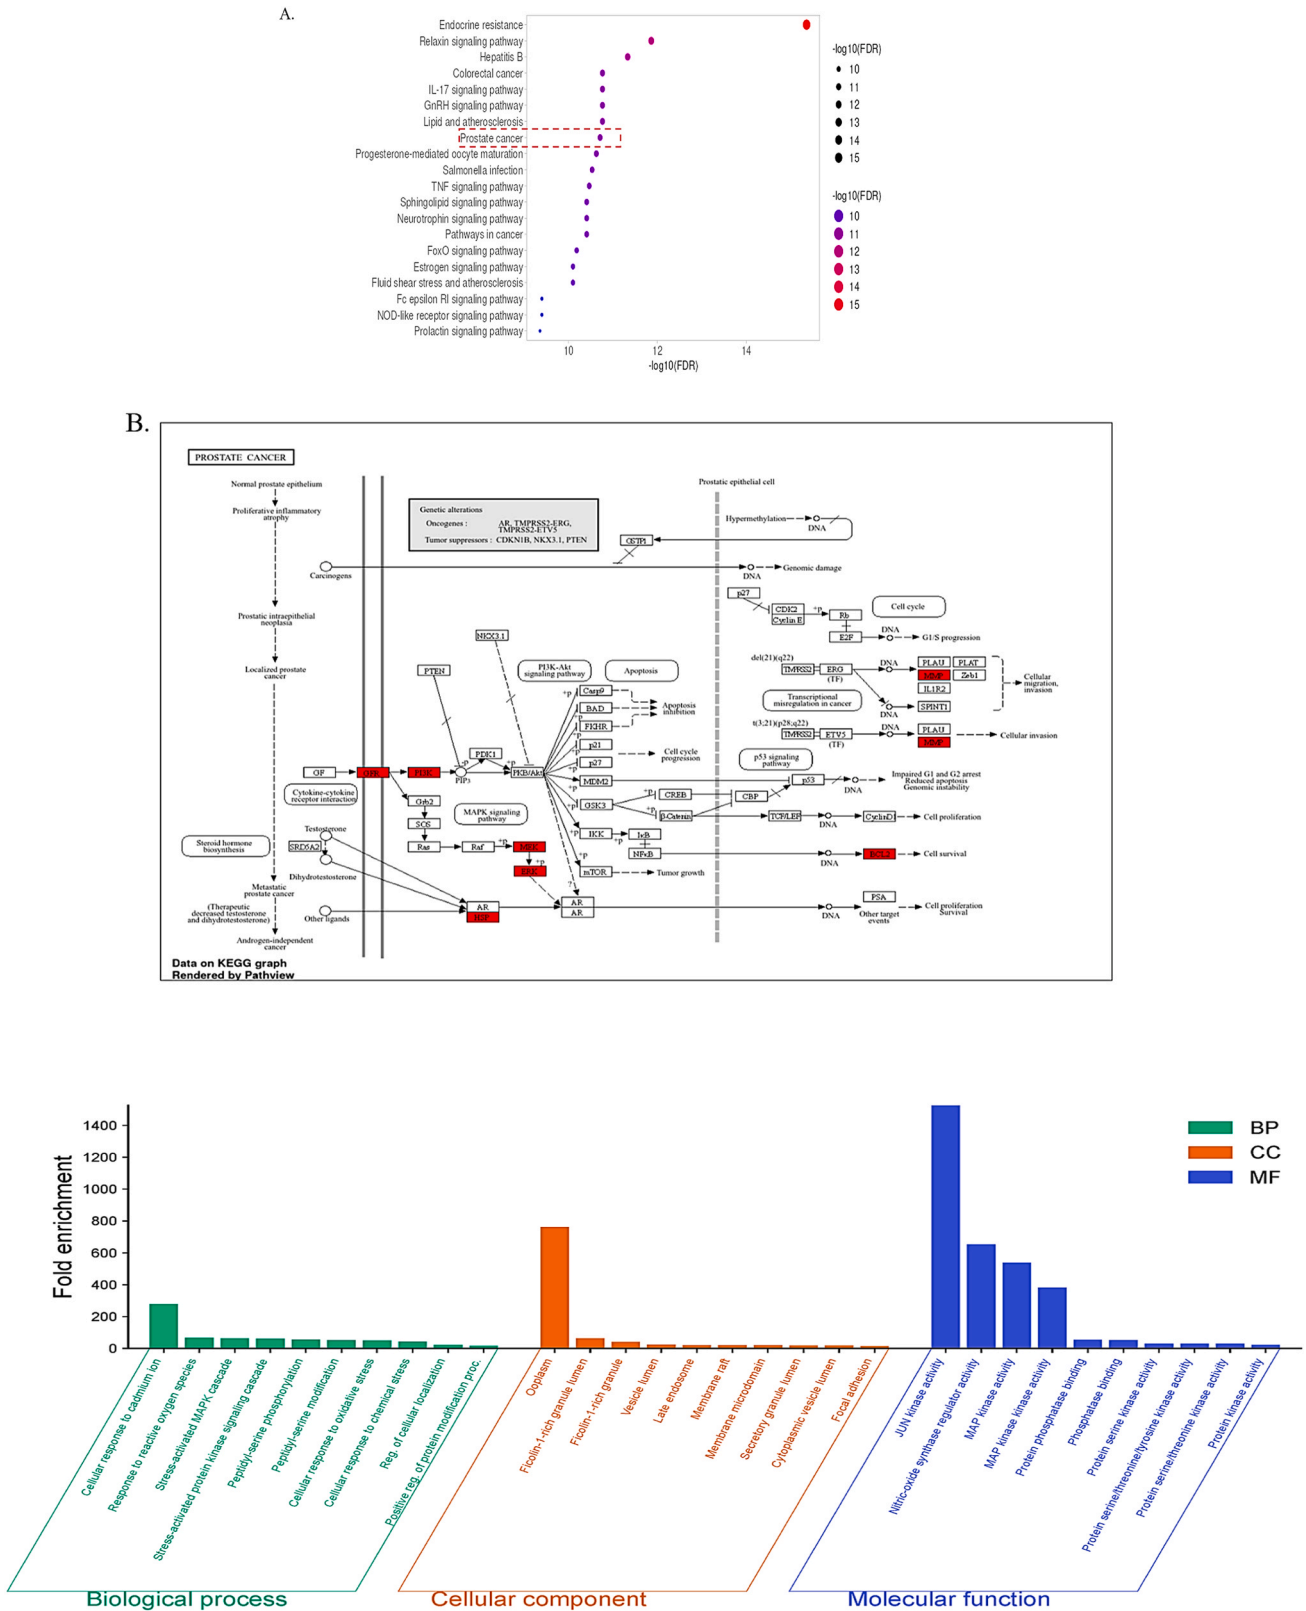 A.
Endocrine resistance
Relaxin signaling pathway
Hepatitis B
Colorectal cancer
IL-17 signaling pathway
GnRH signaling pathway
Lipid and atherosclerosis
Prostate cancer
Progesterone-mediated oocyte maturation
Salmonella infection
TNF signaling pathway
Sphingolipid signaling pathway
Neurotrophin signaling pathway
Pathways in cancer
FoxO signaling pathway
Estrogen signaling pathway
Fluid shear stress and atherosclerosis
Fc epsilon RI signaling pathway
NOD-like receptor signaling pathway
Prolactin signaling pathway
10 12 14
-log10(FDR)
-log10(FDR)
10
11
12
13
14
15
-log10(FDR)
10
11
12
13
14
15
B.
PROSTATE CANCER
Normal prostate epithelium
Proliferative inflammatory
atrophy
Prostatic intraepithelial
neoplasia
Localized prostate
cancer
Metastatic
prostate cancer
(Therapeutic
decreased testosterone
and dihydrotestosterone)
Androgen-independent
cancer
Genetic alterations
Oncogenes : AR, TMPRSS2-ERG,
TMPRSS2-ETV5
Tumor suppressors : CDKN1B, NKX3.1, PTEN
Prostatic epithelial cell
Hypermethylation
DNA
GSTP1
Carcinogens
DNA
Genomic damage
p27
CDK2
Cyclin E
+p
Rb
E2F
Cell cycle
DNA
G1/S progression
NKX3.1
PTEN
PI3K-Akt
signaling pathway
Apoptosis
del(21)(q22)
TMPRSS2
ERG
(TF)
DNA
DNA
PLAU
PLAT
MMP
Zeb1
IL1R2
SPINT1
Cellular
migration,
invasion
Transcriptional
misregulation in cancer
t(3;21)(p28;q22)
TMPRSS2
ETV5
(TF)
DNA
PLAU
MMP
Cellular invasion
+p
Casp9
BAD
+p
FKHR
p21
p27
Apoptosis
inhibition
Cell cycle
progression
PDK1
GF
GFR
PI3K
PIP3
+p
PKB/Akt
MDM2
p53 signaling
pathway
p53
DNA
Impaired G1 and G2 arrest
Reduced apoptosis
Genomic instability
Cytokine-cytokine
receptor interaction
Grb2
SOS
Ras
Raf
+p
MEK
+p
ERK
MAPK signaling
pathway
+p
GSK3
+p
CREB
CBP
+p
β-Catenin
TCF/LEF
DNA
CyclinD1
Cell proliferation
+p
IKK
+p
IκB
NFκB
DNA
BCL2
Cell survival
+p
mTOR
Tumor growth
Steroid hormone
biosynthesis
Testosterone
SRD5A2
Dihydrotestosterone
Other ligands
AR
HSP
?
AR
AR
DNA
PSA
Other target
events
Cell proliferation
Survival
Data on KEGG graph
Rendered by Pathview
Fold enrichment
1400
1200
1000
800
600
400
200
0
BP
CC
MF
Cellular response to cadmium ion
Response to reactive oxygen species
Stress-activated MAPK cascade
Stress-activated protein kinase signaling cascade
Peptidyl-serine phosphorylation
Peptidyl-serine modification
Cellular response to oxidative stress
Cellular response to chemical stress
Reg. of cellular localization
Positive reg. of protein modification proc.
Ooplasm
Ficolin-1-rich granule lumen
Ficolin-1-rich granule
Vesicle lumen
Late endosome
Membrane raft
Membrane microdomain
Secretory granule lumen
Cytoplasmic vesicle lumen
Focal adhesion
JUN kinase activity
Nitric-oxide synthase regulator activity
MAP kinase activity
MAP kinase kinase activity
Protein phosphatase binding
Phosphatase binding
Protein serine kinase activity
Protein serine/threonine/tyrosine kinase activity
Protein serine/threonine kinase activity
Protein kinase activity
Biological process
Cellular component
Molecular function